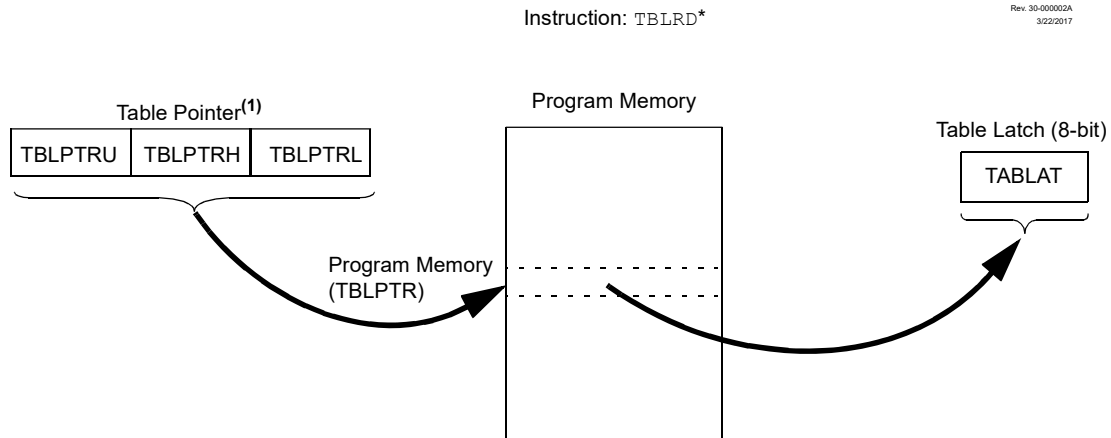 Instruction: TBLRD*
Rev. 30-000002A
3/22/2017
Table Pointer(1)
TBLPTRU TBLPTRH TBLPTRL
Program Memory
Table Latch (8-bit)
TABLAT
Program Memory
(TBLPTR)